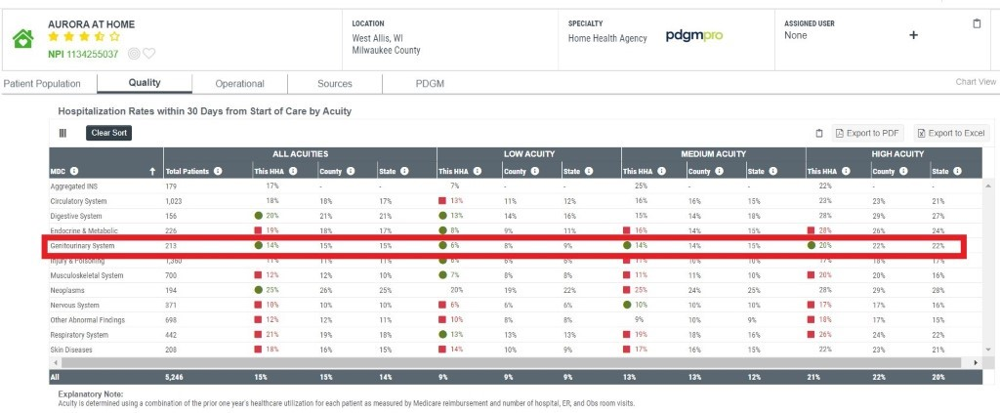 AURORA AT HOME
NPI 1134255037
LOCATION
West Allis, WI
Milwaukee County
SPECIALTY
Home Health Agency
pdgmpro
ASSIGNED USER
None
+
Patient Population Quality Operational Sources PDGM Chart View
Hospitalization Rates within 30 Days from Start of Care by Acuity
Clear Sort Export to PDF Export to Excel
ALL ACUITIES LOW ACUITY MEDIUM ACUITY HIGH ACUITY
MDC Total Patients This HHA County State This HHA County State This HHA County State This HHA County State
Aggregated INS 179 17% - - 7% - - 25% - - 22% - -
Circulatory System 1,023 18% 18% 17% 13% 11% 12% 16% 16% 15% 23% 23% 21%
Digestive System 156 20% 21% 21% 13% 14% 16% 15% 14% 18% 28% 29% 27%
Endocrine & Metabolic 226 19% 18% 17% 8% 9% 11% 16% 14% 15% 28% 26% 24%
Genitourinary System 213 14% 15% 15% 6% 8% 9% 14% 14% 15% 20% 22% 22%
Injury & Poisoning 1,360 11% 11% 11% 8% 11% 10% 10% 17% 18% 17%
Musculoskeletal System 700 12% 12% 10% 7% 8% 8% 11% 11% 10% 20% 20% 16%
Neoplasms 194 25% 26% 25% 20% 19% 22% 25% 24% 25% 28% 29% 28%
Nervous System 371 10% 10% 10% 6% 6% 6% 10% 10% 10% 17% 17% 16%
Other Abnormal Findings 698 12% 12% 11% 10% 8% 8% 9% 10% 9% 18% 17% 15%
Respiratory System 442 21% 19% 18% 13% 13% 13% 19% 18% 16% 26% 24% 22%
Skin Diseases 208 18% 16% 15% 14% 10% 9% 17% 16% 15% 22% 23% 21%
All 5,246 15% 15% 14% 9% 9% 9% 13% 13% 12% 21% 22% 20%
Explanatory Note:
Acuity is determined using a combination of the prior one year's healthcare utilization for each patient as measured by Medicare reimbursement and number of hospital, ER, and Obs room visits.